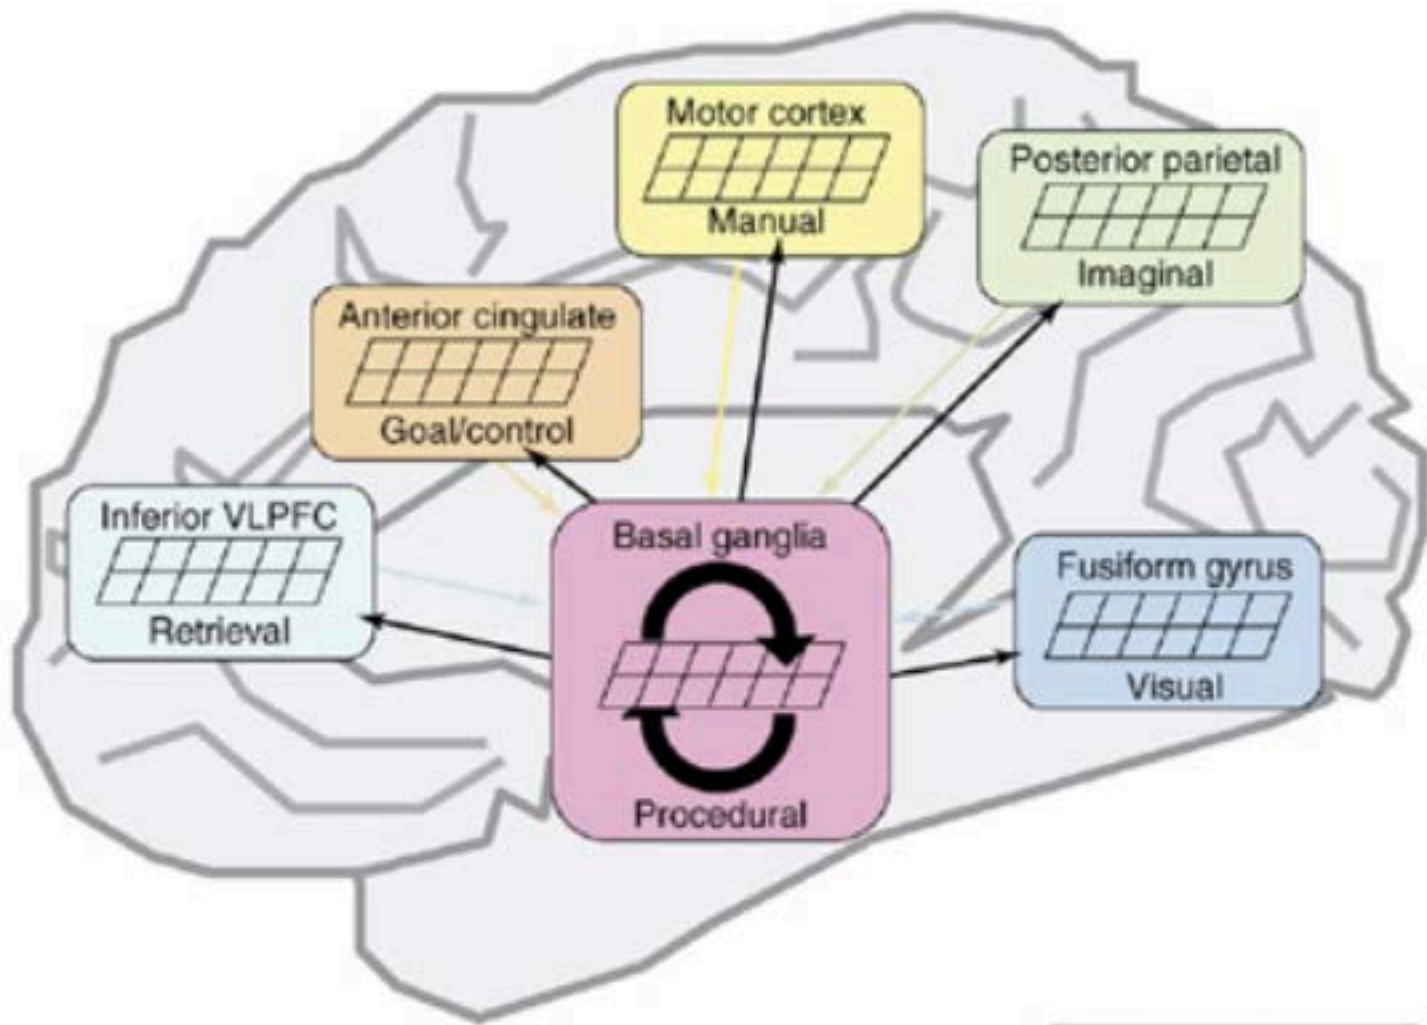 Motor cortex
Manual
Posterior parietal
Imaginal
Anterior cingulate
Goal/control
Inferior VLPFC
Retrieval
Basal ganglia
Procedural
Fusiform gyrus
Visual